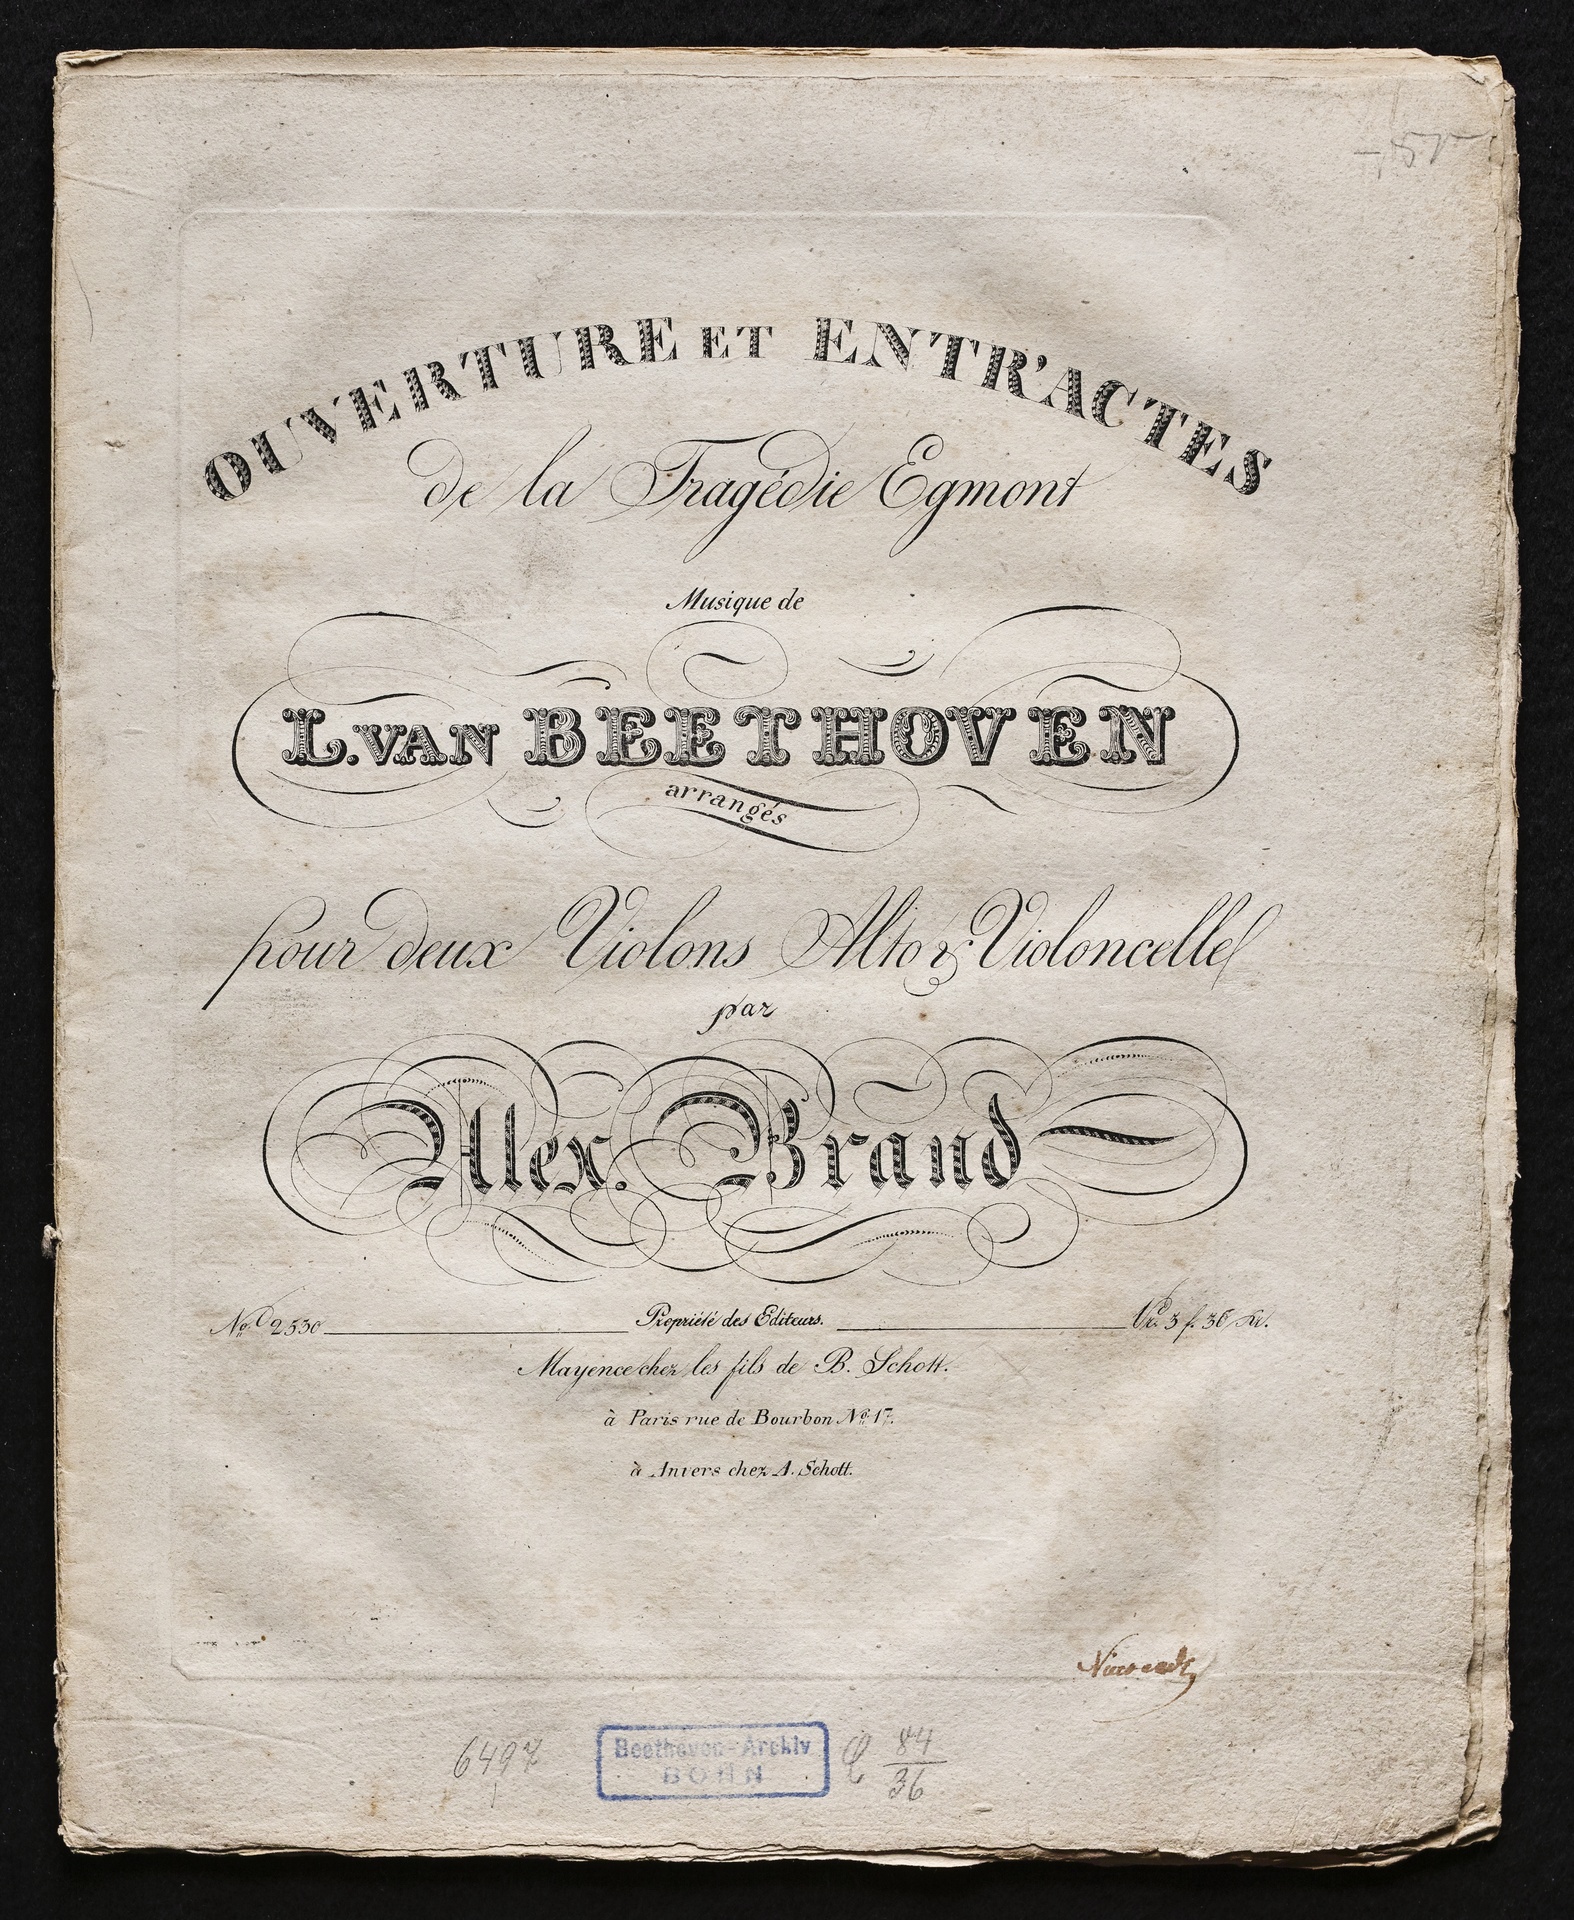 OUVERTURE ET ENTR'ACTES
de la Tragédie Egmont
Musique de
L. VAN BEETHOVEN
arrangés
pour deux Violons Alto & Violoncelle
par
Alex. Brand
No. 2530 Propriété des Editeurs. Pr. 3 f. 36 kr.
Mayence chez les fils de B. Schott.
à Paris rue de Bourbon No. 17.
à Anvers chez A. Schott.
6497
Beethoven-Archiv
BONN
C 84/36